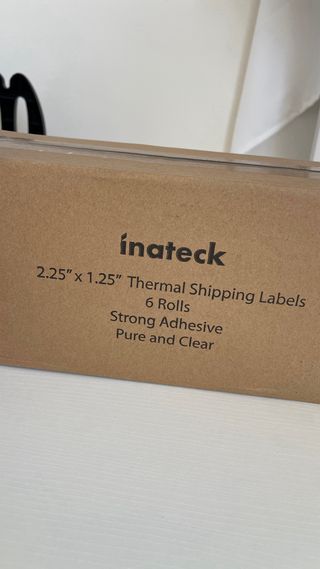 inateck
2.25" x 1.25" Thermal Shipping Labels
6 Rolls
Strong Adhesive
Pure and Clear